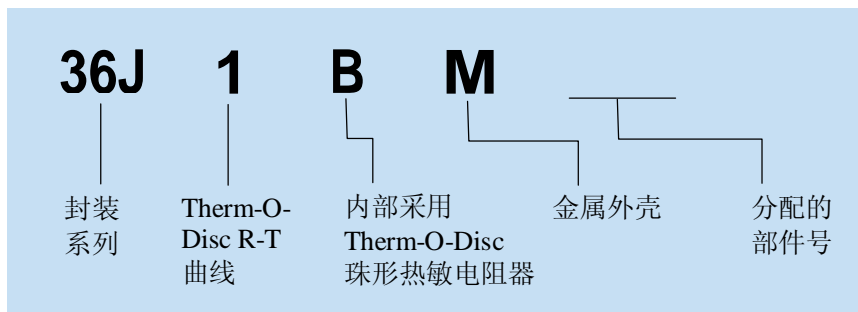 36J 1 B M
封装
系列
Therm-O-
Disc R-T
曲线
内部采用
Therm-O-Disc
珠形热敏电阻器
金属外壳
分配的
部件号